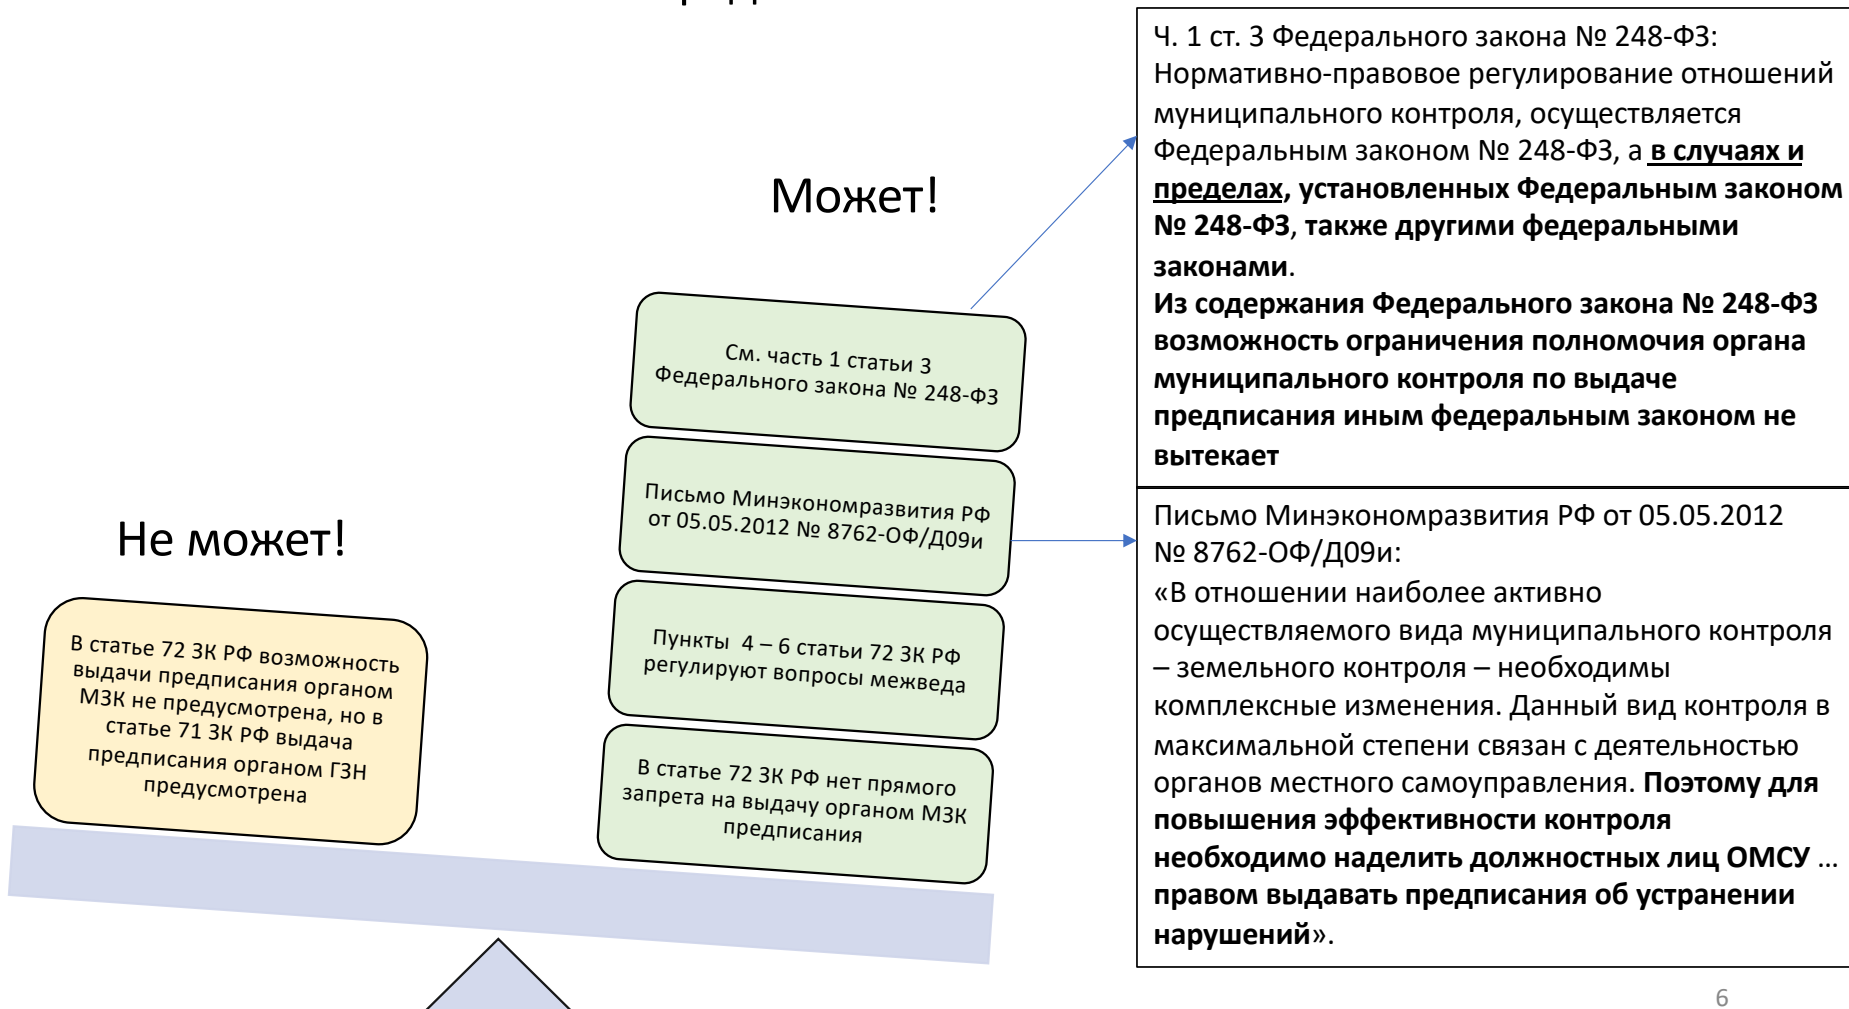 Может!
Не может!
В статье 72 ЗК РФ возможность
выдачи предписания органом
МЗК не предусмотрена, но в
статье 71 ЗК РФ выдача
предписания органом ГЗН
предусмотрена
См. часть 1 статьи 3
Федерального закона № 248-ФЗ
Письмо Минэкономразвития РФ
от 05.05.2012 № 8762-ОФ/Д09и
Пункты 4 – 6 статьи 72 ЗК РФ
регулируют вопросы межведа
В статье 72 ЗК РФ нет прямого
запрета на выдачу органом МЗК
предписания
Ч. 1 ст. 3 Федерального закона № 248-ФЗ:
Нормативно-правовое регулирование отношений
муниципального контроля, осуществляется
Федеральным законом № 248-ФЗ, а в случаях и
пределах, установленных Федеральным законом
№ 248-ФЗ, также другими федеральными
законами.
Из содержания Федерального закона № 248-ФЗ
возможность ограничения полномочия органа
муниципального контроля по выдаче
предписания иным федеральным законом не
вытекает
Письмо Минэкономразвития РФ от 05.05.2012
№ 8762-ОФ/Д09и:
«В отношении наиболее активно
осуществляемого вида муниципального контроля
– земельного контроля – необходимы
комплексные изменения. Данный вид контроля в
максимальной степени связан с деятельностью
органов местного самоуправления. Поэтому для
повышения эффективности контроля
необходимо наделить должностных лиц ОМСУ ...
правом выдавать предписания об устранении
нарушений».
6